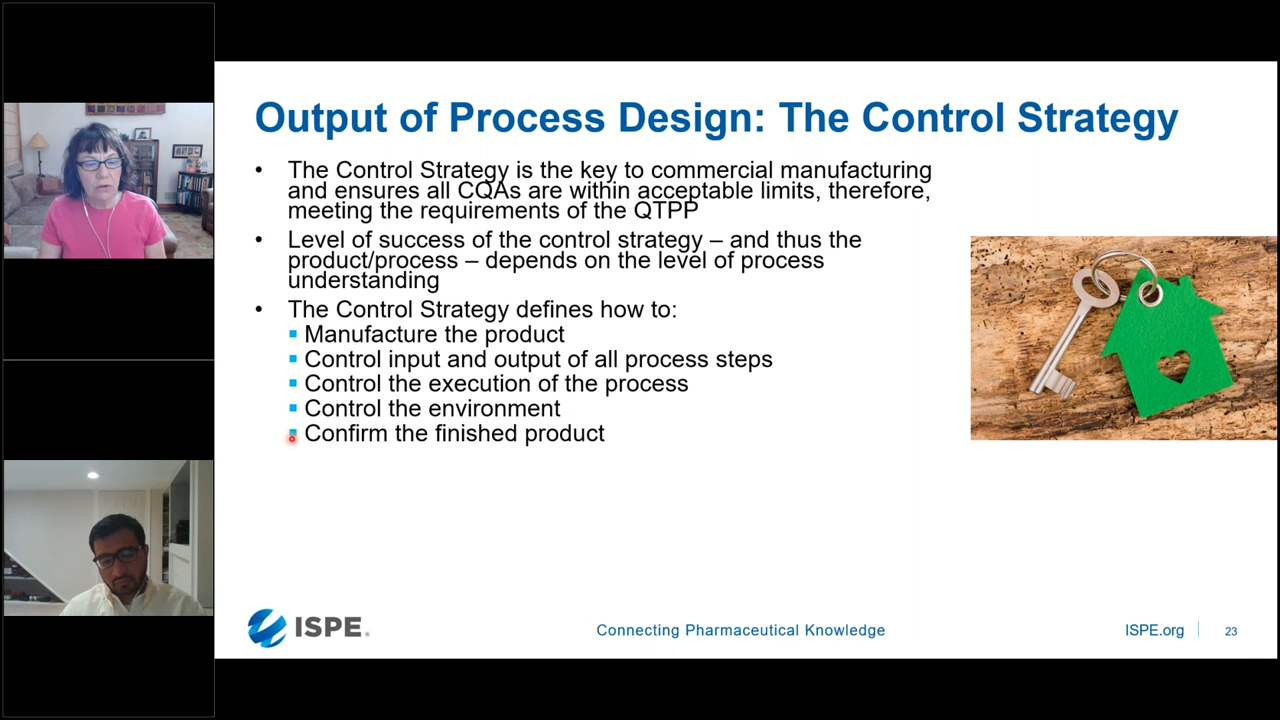 Output of Process Design: The Control Strategy
• The Control Strategy is the key to commercial manufacturing
and ensures all CQAs are within acceptable limits, therefore,
meeting the requirements of the QTPP
• Level of success of the control strategy – and thus the
product/process – depends on the level of process
understanding
• The Control Strategy defines how to:
▪ Manufacture the product
▪ Control input and output of all process steps
▪ Control the execution of the process
▪ Control the environment
▪ Confirm the finished product
ISPE®
Connecting Pharmaceutical Knowledge
ISPE.org
23